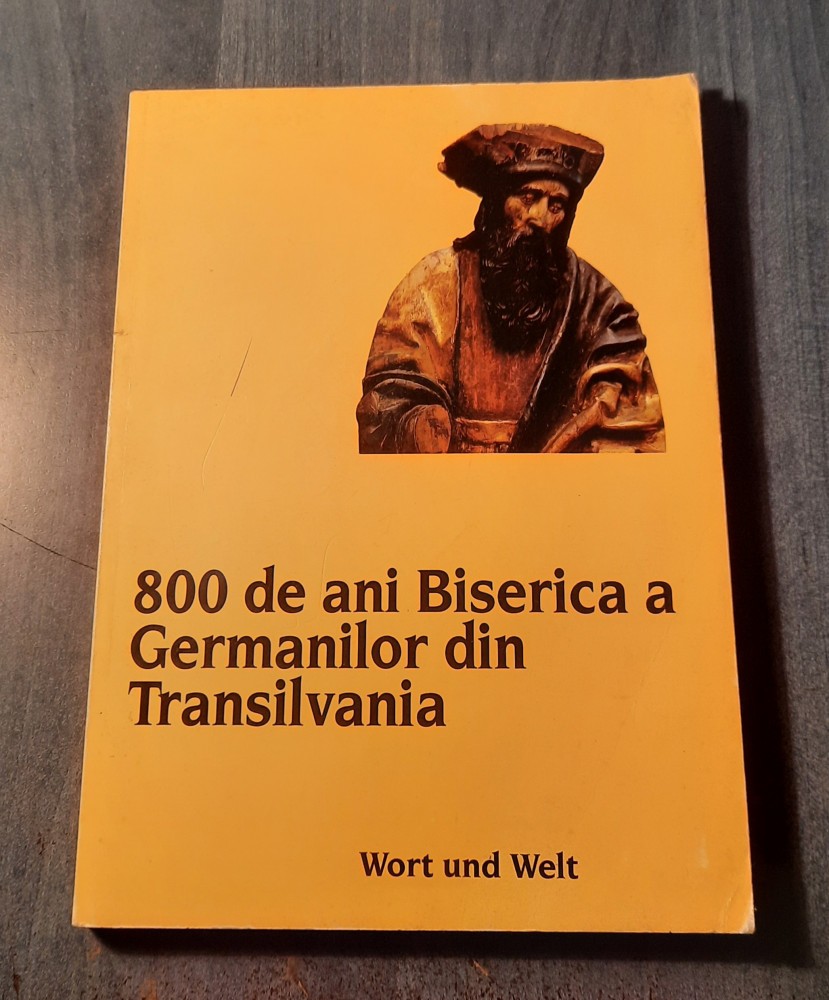 800 de ani Biserica a
Germanilor din
Transilvania
Wort und Welt